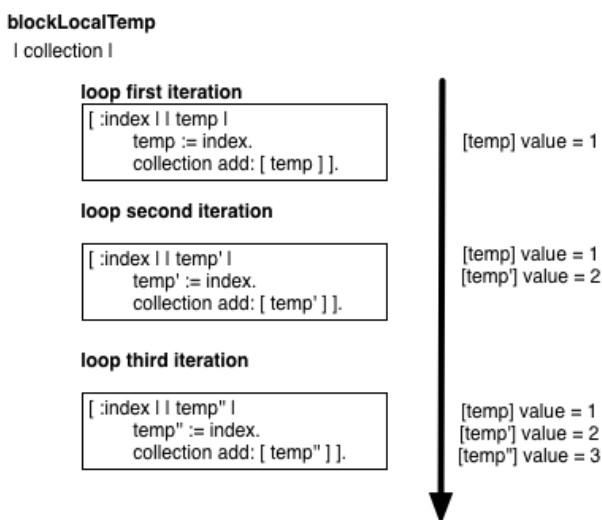 blockLocalTemp
| collection |
loop first iteration
[ :index | | temp |
temp := index.
collection add: [ temp ] ].
[temp] value = 1
loop second iteration
[ :index | | temp' |
temp' := index.
collection add: [ temp' ] ].
[temp] value = 1
[temp'] value = 2
loop third iteration
[ :index | | temp" |
temp" := index.
collection add: [ temp" ] ].
[temp] value = 1
[temp'] value = 2
[temp"] value = 3